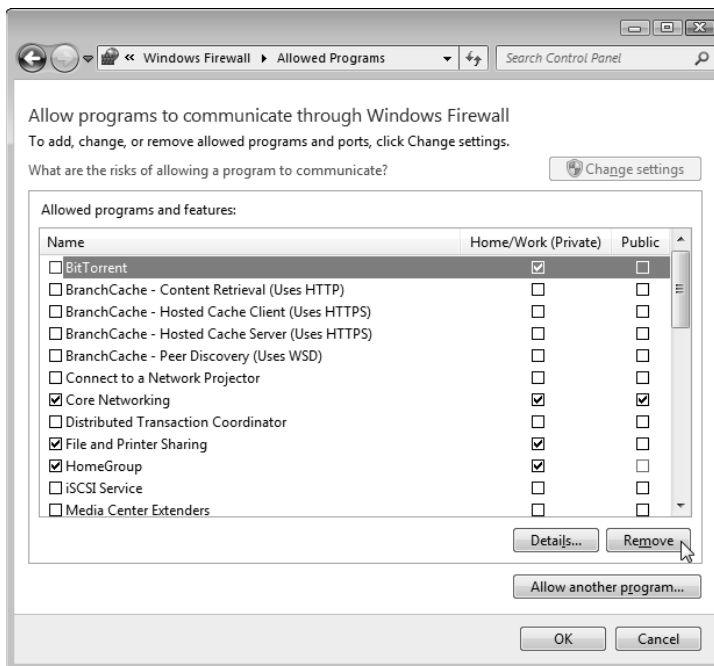 « Windows Firewall ▸ Allowed Programs Search Control Panel
Allow programs to communicate through Windows Firewall
To add, change, or remove allowed programs and ports, click Change settings.
What are the risks of allowing a program to communicate? Change settings
Allowed programs and features:
Name Home/Work (Private) Public
BitTorrent
BranchCache - Content Retrieval (Uses HTTP)
BranchCache - Hosted Cache Client (Uses HTTPS)
BranchCache - Hosted Cache Server (Uses HTTPS)
BranchCache - Peer Discovery (Uses WSD)
Connect to a Network Projector
Core Networking
Distributed Transaction Coordinator
File and Printer Sharing
HomeGroup
iSCSI Service
Media Center Extenders
Details... Remove
Allow another program...
OK Cancel